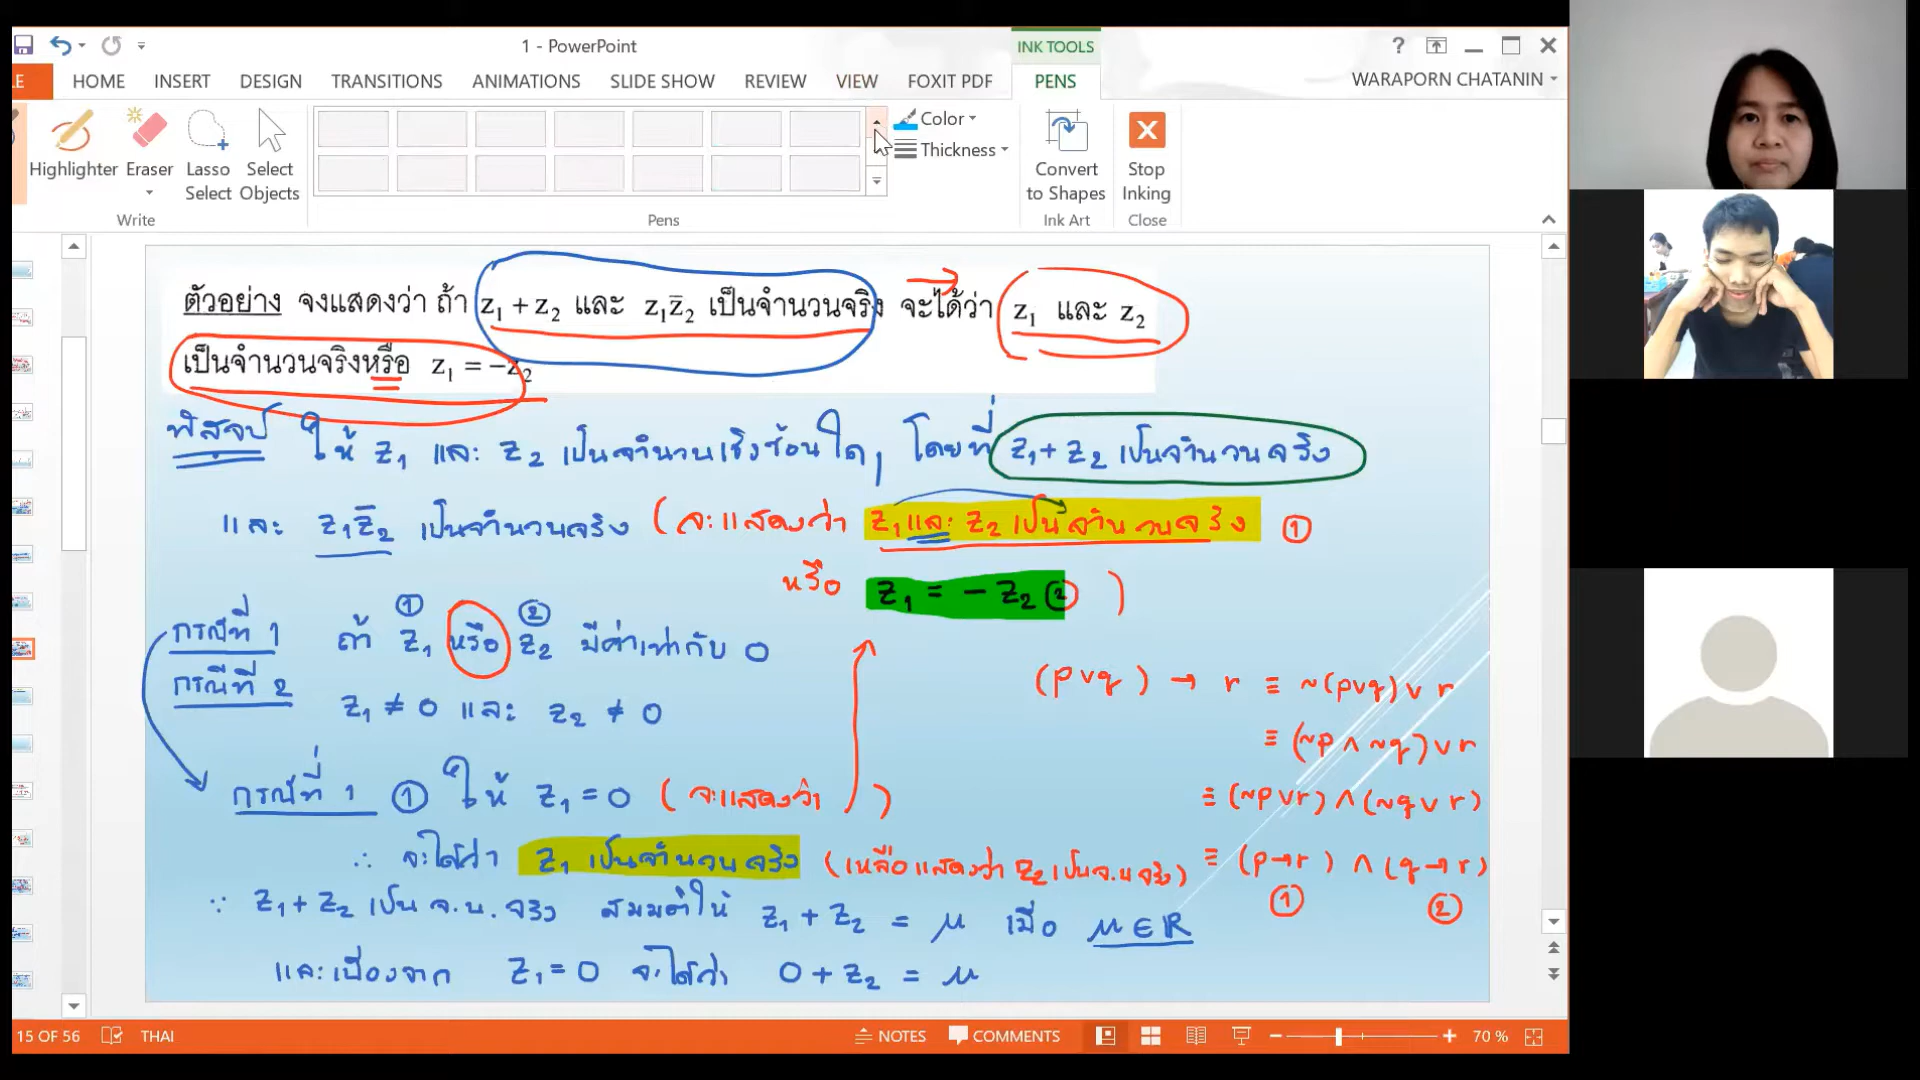 1 - PowerPoint
INK TOOLS
?
HOME INSERT DESIGN TRANSITIONS ANIMATIONS SLIDE SHOW REVIEW VIEW FOXIT PDF PENS
WARAPORN CHATANIN
Highlighter Eraser Lasso Select Select Objects
Color
Thickness
Convert to Shapes
Stop Inking
Write Pens Ink Art Close
ตัวอย่าง จงแสดงว่า ถ้า z₁ + z₂ และ z₁z̄₂ เป็นจำนวนจริง จะได้ว่า z₁ และ z₂
เป็นจำนวนจริงหรือ z₁ = −z₂
พิสูจน์ ให้ z₁ และ z₂ เป็นจำนวนเชิงซ้อนใดๆ โดยที่ z₁ + z₂ เป็นจำนวนจริง
และ z₁z̄₂ เป็นจำนวนจริง (จะแสดงว่า z₁ และ z₂ เป็นจำนวนจริง ①
หรือ z₁ = − z₂ ② )
① ②
กรณีที่ 1 ถ้า z₁ หรือ z₂ มีค่าเท่ากับ 0
กรณีที่ 2 z₁ ≠ 0 และ z₂ ≠ 0
(p∨q) → r ≡ ~(p∨q)∨ r
≡ (~p ∧ ~q)∨ r
กรณีที่ 1 ① ให้ z₁ = 0 (จะแสดงว่า )
≡ (~p∨r) ∧ (~q∨r)
∴ จะได้ว่า z₁ เป็นจำนวนจริง (เหลือแสดงว่า z₂ เป็นจ.น.จริง)
≡ (p→r) ∧ (q→r)
① ②
∵ z₁ + z₂ เป็น จ.น.จริง สมมติให้ z₁ + z₂ = μ เมื่อ μ ∈ ℝ
และเนื่องจาก z₁ = 0 จะได้ว่า 0 + z₂ = μ
15 OF 56 THAI NOTES COMMENTS 70 %